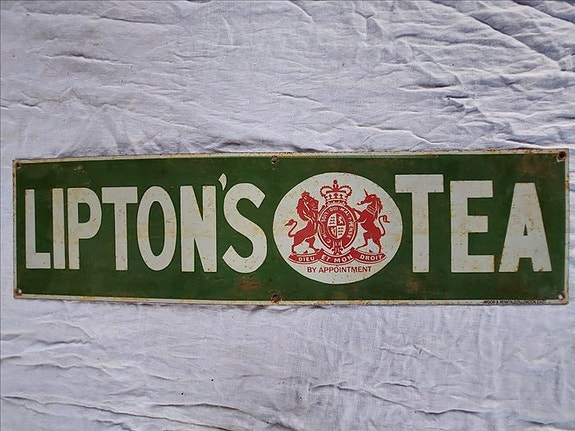 LIPTON'S TEA
DIEU ET MON DROIT
BY APPOINTMENT